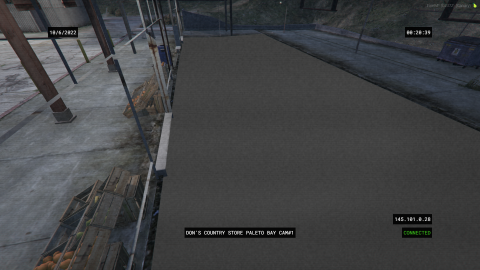 10/6/2022
00:20:39
145.101.0.28
DON'S COUNTRY STORE PALETO BAY CAM#1
CONNECTED